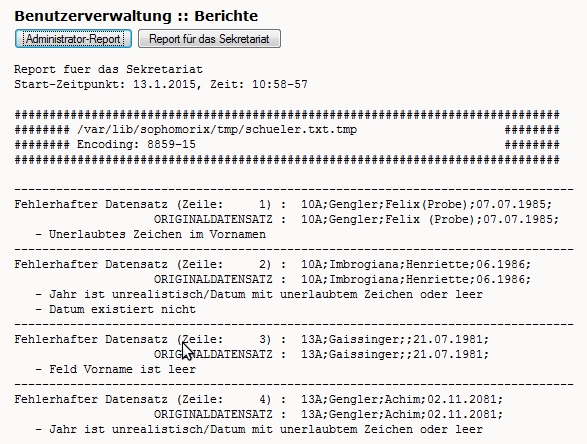 Benutzerverwaltung :: Berichte
Administrator-Report Report für das Sekretariat
Report fuer das Sekretariat
Start-Zeitpunkt: 13.1.2015, Zeit: 10:58-57
################################################################################
######## /var/lib/sophomorix/tmp/schueler.txt.tmp                       ########
######## Encoding: 8859-15                                              ########
################################################################################
--------------------------------------------------------------------------------
Fehlerhafter Datensatz (Zeile:     1) :  10A;Gengler;Felix(Probe);07.07.1985;
                    ORIGINALDATENSATZ :  10A;Gengler;Felix (Probe);07.07.1985;
   - Unerlaubtes Zeichen im Vornamen
--------------------------------------------------------------------------------
Fehlerhafter Datensatz (Zeile:     2) :  10A;Imbrogiana;Henriette;06.1986;
                    ORIGINALDATENSATZ :  10A;Imbrogiana;Henriette;06.1986;
   - Jahr ist unrealistisch/Datum mit unerlaubtem Zeichen oder leer
   - Datum existiert nicht
--------------------------------------------------------------------------------
Fehlerhafter Datensatz (Zeile:     3) :  13A;Gaissinger;;21.07.1981;
                    ORIGINALDATENSATZ :  13A;Gaissinger;;21.07.1981;
   - Feld Vorname ist leer
--------------------------------------------------------------------------------
Fehlerhafter Datensatz (Zeile:     4) :  13A;Gengler;Achim;02.11.2081;
                    ORIGINALDATENSATZ :  13A;Gengler;Achim;02.11.2081;
   - Jahr ist unrealistisch/Datum mit unerlaubtem Zeichen oder leer